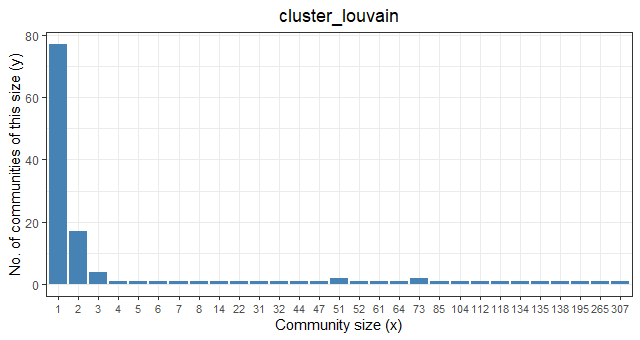 cluster_louvain
No. of communities of this size (y)
80
60
40
20
0
1 2 3 4 5 6 7 8 14 22 31 32 44 47 51 52 61 64 73 85 104 112 118 134 135 138 195 265 307
Community size (x)